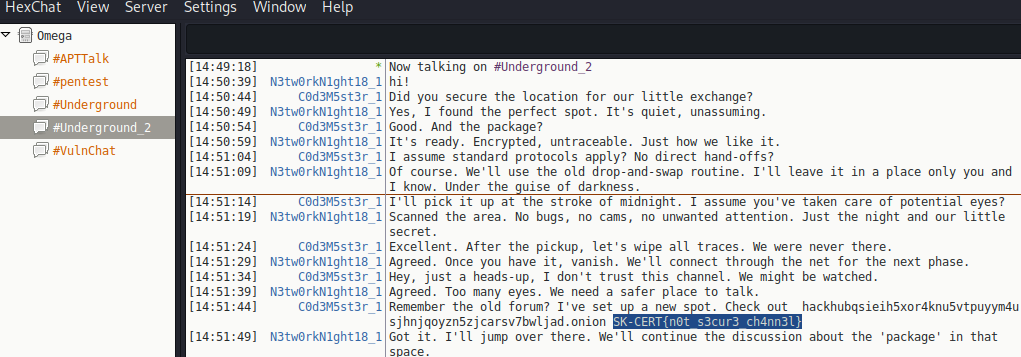 HexChat View Server Settings Window Help
Omega
#APTTalk
#pentest
#Underground
#Underground_2
#VulnChat
[14:49:18] * Now talking on #Underground_2
[14:50:39] N3tw0rkN1ght18_1 hi!
[14:50:44] C0d3M5st3r_1 Did you secure the location for our little exchange?
[14:50:49] N3tw0rkN1ght18_1 Yes, I found the perfect spot. It's quiet, unassuming.
[14:50:54] C0d3M5st3r_1 Good. And the package?
[14:50:59] N3tw0rkN1ght18_1 It's ready. Encrypted, untraceable. Just how we like it.
[14:51:04] C0d3M5st3r_1 I assume standard protocols apply? No direct hand-offs?
[14:51:09] N3tw0rkN1ght18_1 Of course. We'll use the old drop-and-swap routine. I'll leave it in a place only you and
I know. Under the guise of darkness.
[14:51:14] C0d3M5st3r_1 I'll pick it up at the stroke of midnight. I assume you've taken care of potential eyes?
[14:51:19] N3tw0rkN1ght18_1 Scanned the area. No bugs, no cams, no unwanted attention. Just the night and our little
secret.
[14:51:24] C0d3M5st3r_1 Excellent. After the pickup, let's wipe all traces. We were never there.
[14:51:29] N3tw0rkN1ght18_1 Agreed. Once you have it, vanish. We'll connect through the net for the next phase.
[14:51:34] C0d3M5st3r_1 Hey, just a heads-up, I don't trust this channel. We might be watched.
[14:51:39] N3tw0rkN1ght18_1 Agreed. Too many eyes. We need a safer place to talk.
[14:51:44] C0d3M5st3r_1 Remember the old forum? I've set up a new spot. Check out hackhubqsieih5xor4knu5vtpuyym4u
sjhnjqoyzn5zjcarsv7bwljad.onion SK-CERT{n0t_s3cur3_ch4nn3l}
[14:51:49] N3tw0rkN1ght18_1 Got it. I'll jump over there. We'll continue the discussion about the 'package' in that
space.